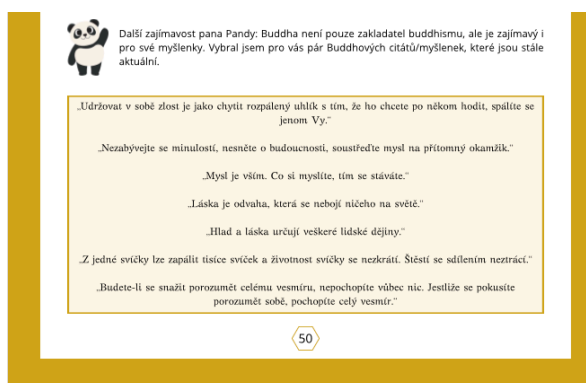 Další zajímavost pana Pandy: Buddha není pouze zakladatel buddhismu, ale je zajímavý i
pro své myšlenky. Vybral jsem pro vás pár Buddhových citátů/myšlenek, které jsou stále
aktuální.
„Udržovat v sobě zlost je jako chytit rozpálený uhlík s tím, že ho chcete po někom hodit, spálíte se
jenom Vy.“
„Nezabývejte se minulostí, nesněte o budoucnosti, soustřeďte mysl na přítomný okamžik.“
„Mysl je vším. Co si myslíte, tím se stáváte.“
„Láska je odvaha, která se nebojí ničeho na světě.“
„Hlad a láska určují veškeré lidské dějiny.“
„Z jedné svíčky lze zapálit tisíce svíček a životnost svíčky se nezkrátí. Štěstí se sdílením neztrácí.“
„Budete-li se snažit porozumět celému vesmíru, nepochopíte vůbec nic. Jestliže se pokusíte
porozumět sobě, pochopíte celý vesmír.“
50